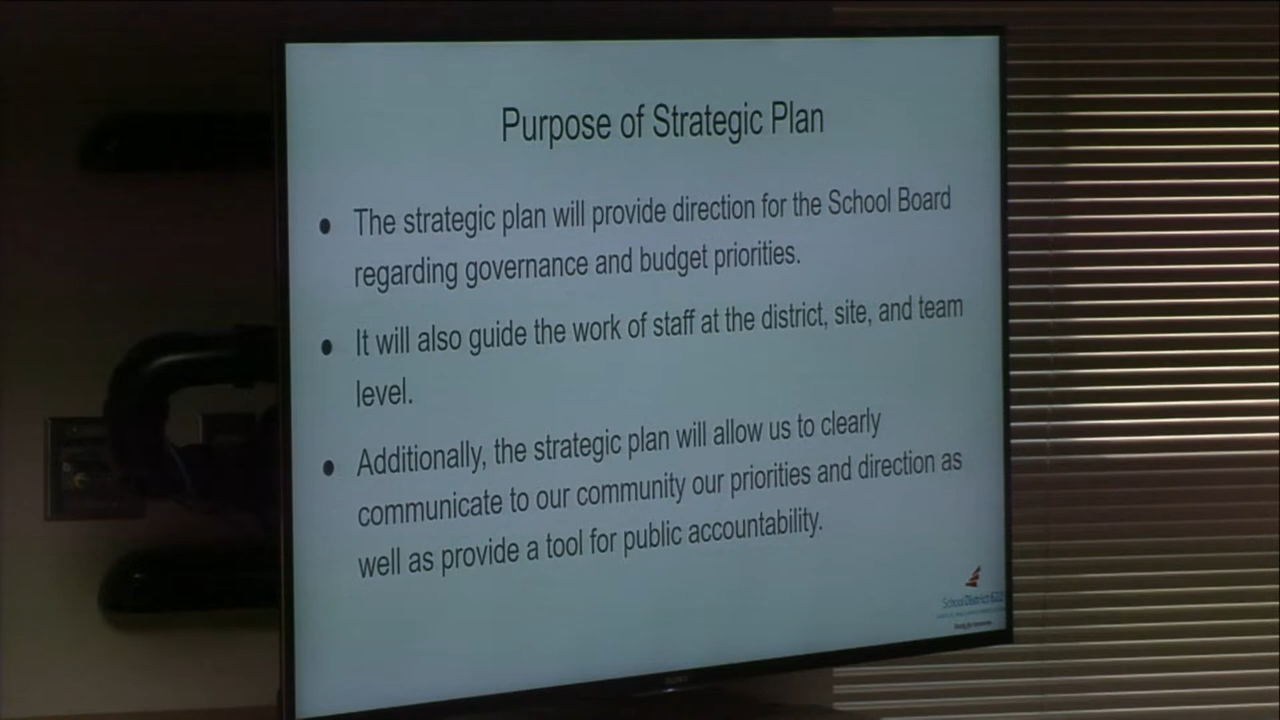 Purpose of Strategic Plan
● The strategic plan will provide direction for the School Board
regarding governance and budget priorities.
● It will also guide the work of staff at the district, site, and team
level.
● Additionally, the strategic plan will allow us to clearly
communicate to our community our priorities and direction as
well as provide a tool for public accountability.
School District 622
SONY